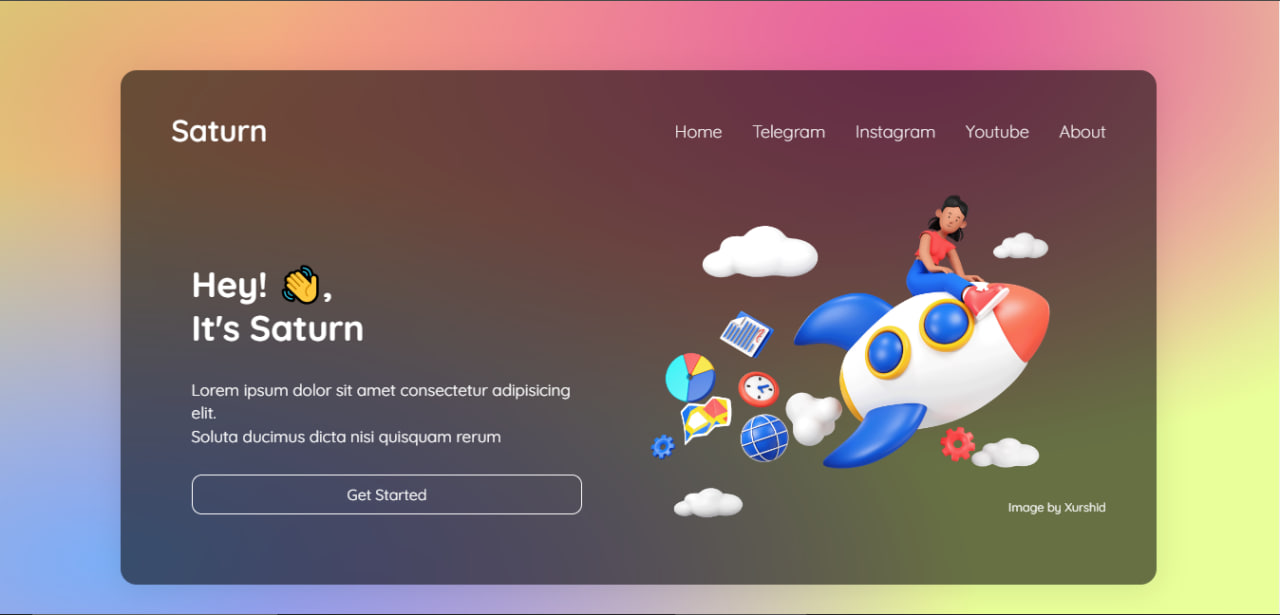 Saturn
Home Telegram Instagram Youtube About
Hey! 👋,
It's Saturn
Lorem ipsum dolor sit amet consectetur adipisicing
elit.
Soluta ducimus dicta nisi quisquam rerum
Get Started
Image by Xurshid